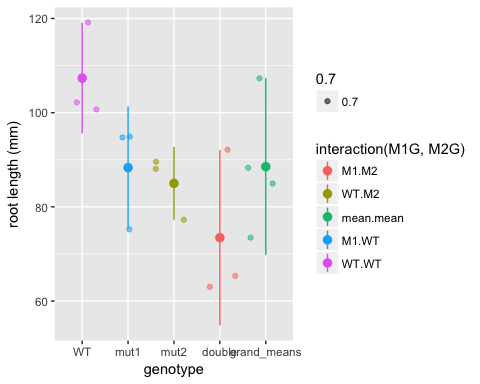 120
100
80
60
root length (mm)
WT
mut1
mut2
double
grand_means
genotype
0.7
0.7
interaction(M1G, M2G)
M1.M2
WT.M2
mean.mean
M1.WT
WT.WT